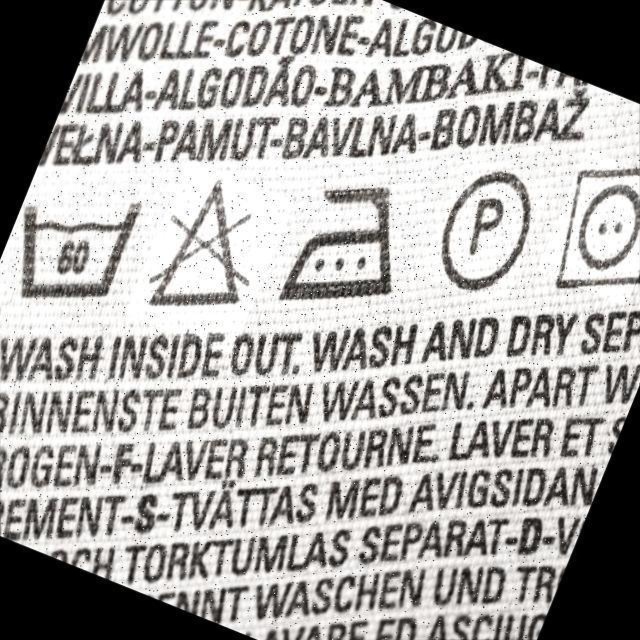 MWOLLE-COTONE-ALGOD
VILLA-ALGODÃO-BAMBAKI-
WEŁNA-PAMUT-BAVLNA-BOMBAŽ
60
P
WASH INSIDE OUT. WASH AND DRY SEP
BINNENSTE BUITEN WASSEN. APART W
ROGEN-F-LAVER RETOURNE. LAVER ET S
EMENT-S-TVÄTTAS MED AVIGSIDAN
OCH TORKTUMLAS SEPARAT-D-V
ENNT WASCHEN UND TR